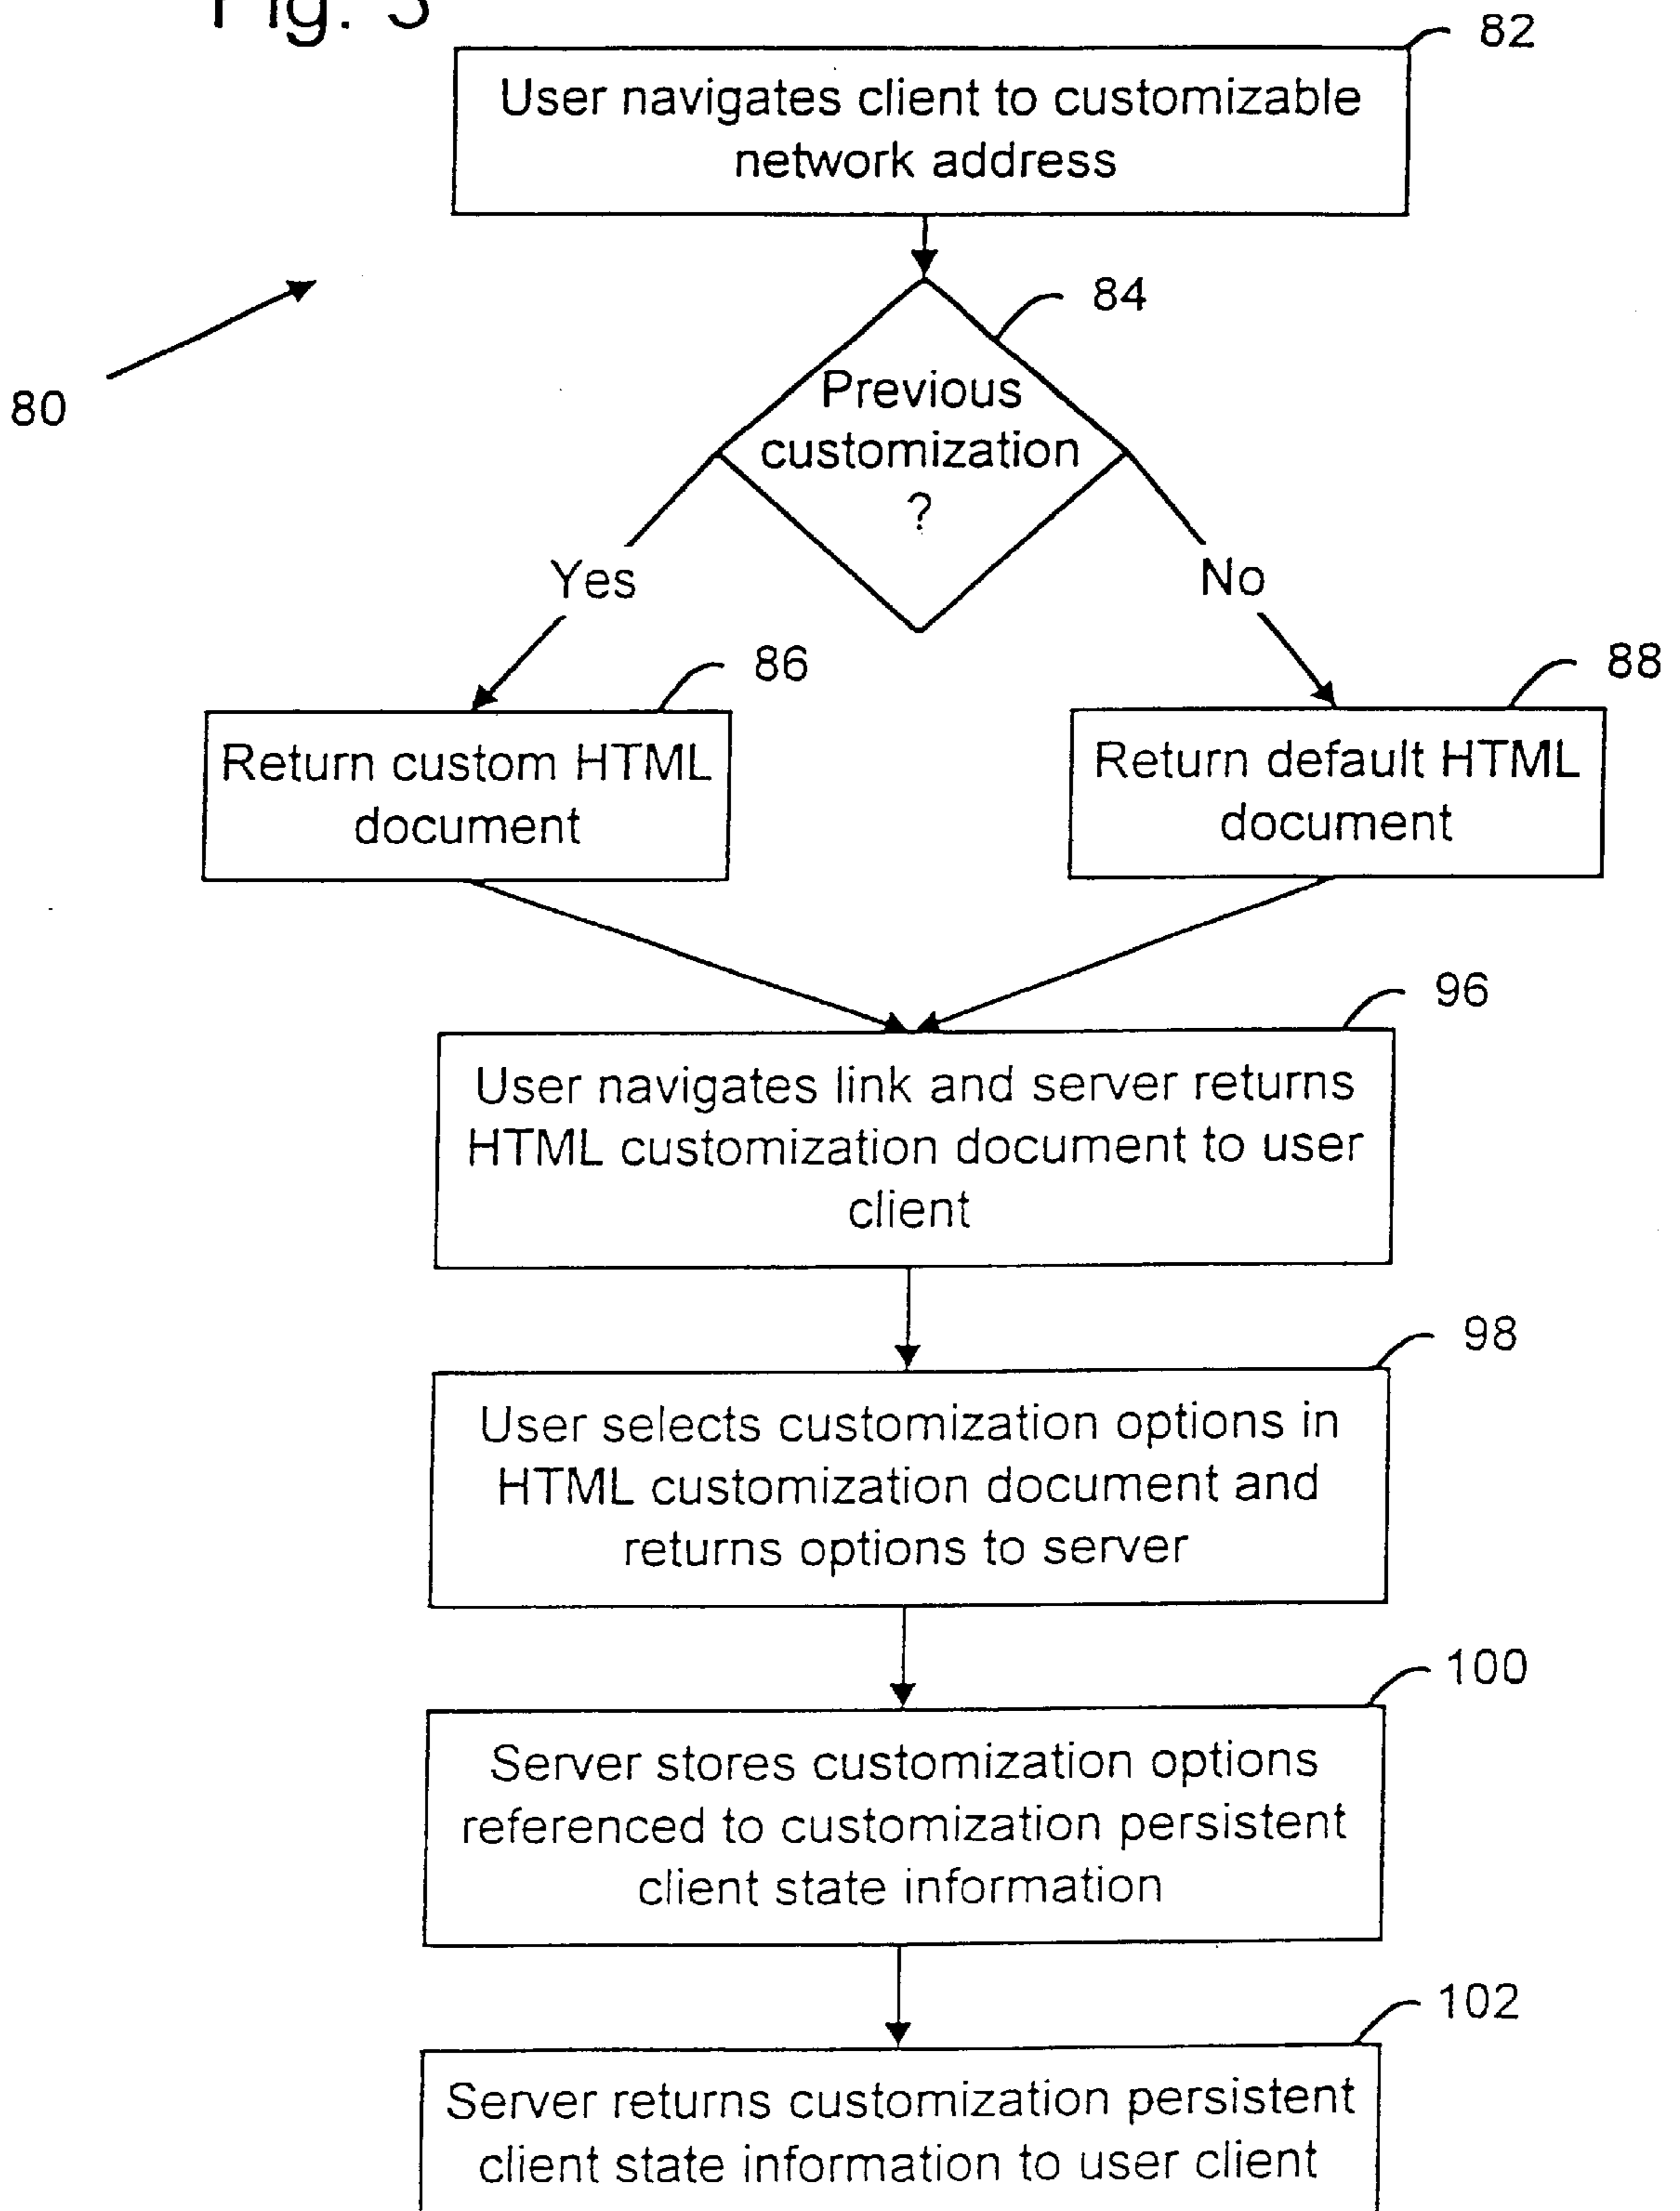 Fig. 3
82
User navigates client to customizable
network address
84
80
Previous
customization
?
Yes
No
86
88
Return custom HTML
document
Return default HTML
document
96
User navigates link and server returns
HTML customization document to user
client
98
User selects customization options in
HTML customization document and
returns options to server
100
Server stores customization options
referenced to customization persistent
client state information
102
Server returns customization persistent
client state information to user client